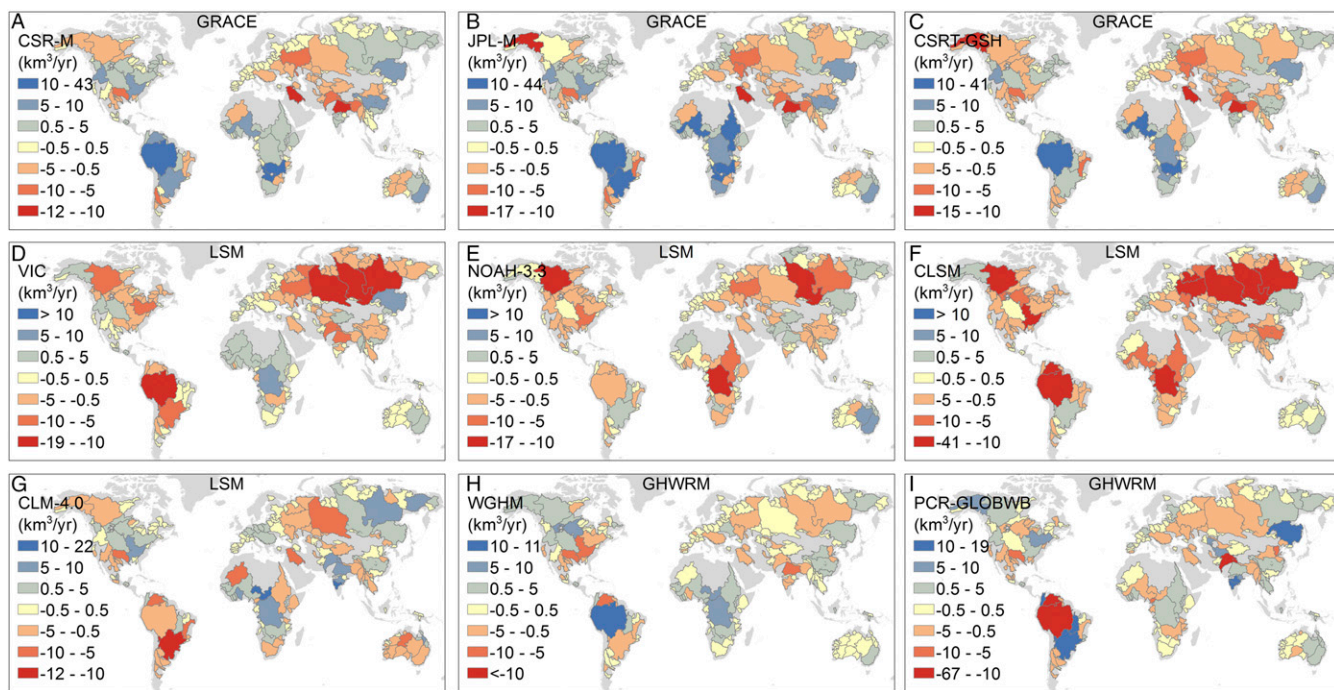 A GRACE
CSR-M
(km³/yr)
10 - 43
5 - 10
0.5 - 5
-0.5 - 0.5
-5 - -0.5
-10 - -5
-12 - -10
B GRACE
JPL-M
(km³/yr)
10 - 44
5 - 10
0.5 - 5
-0.5 - 0.5
-5 - -0.5
-10 - -5
-17 - -10
C GRACE
CSRT-GSH
(km³/yr)
10 - 41
5 - 10
0.5 - 5
-0.5 - 0.5
-5 - -0.5
-10 - -5
-15 - -10
D LSM
VIC
(km³/yr)
> 10
5 - 10
0.5 - 5
-0.5 - 0.5
-5 - -0.5
-10 - -5
-19 - -10
E LSM
NOAH-3.3
(km³/yr)
> 10
5 - 10
0.5 - 5
-0.5 - 0.5
-5 - -0.5
-10 - -5
-17 - -10
F LSM
CLSM
(km³/yr)
> 10
5 - 10
0.5 - 5
-0.5 - 0.5
-5 - -0.5
-10 - -5
-41 - -10
G LSM
CLM-4.0
(km³/yr)
10 - 22
5 - 10
0.5 - 5
-0.5 - 0.5
-5 - -0.5
-10 - -5
-12 - -10
H GHWRM
WGHM
(km³/yr)
10 - 11
5 - 10
0.5 - 5
-0.5 - 0.5
-5 - -0.5
-10 - -5
<-10
I GHWRM
PCR-GLOBWB
(km³/yr)
10 - 19
5 - 10
0.5 - 5
-0.5 - 0.5
-5 - -0.5
-10 - -5
-67 - -10